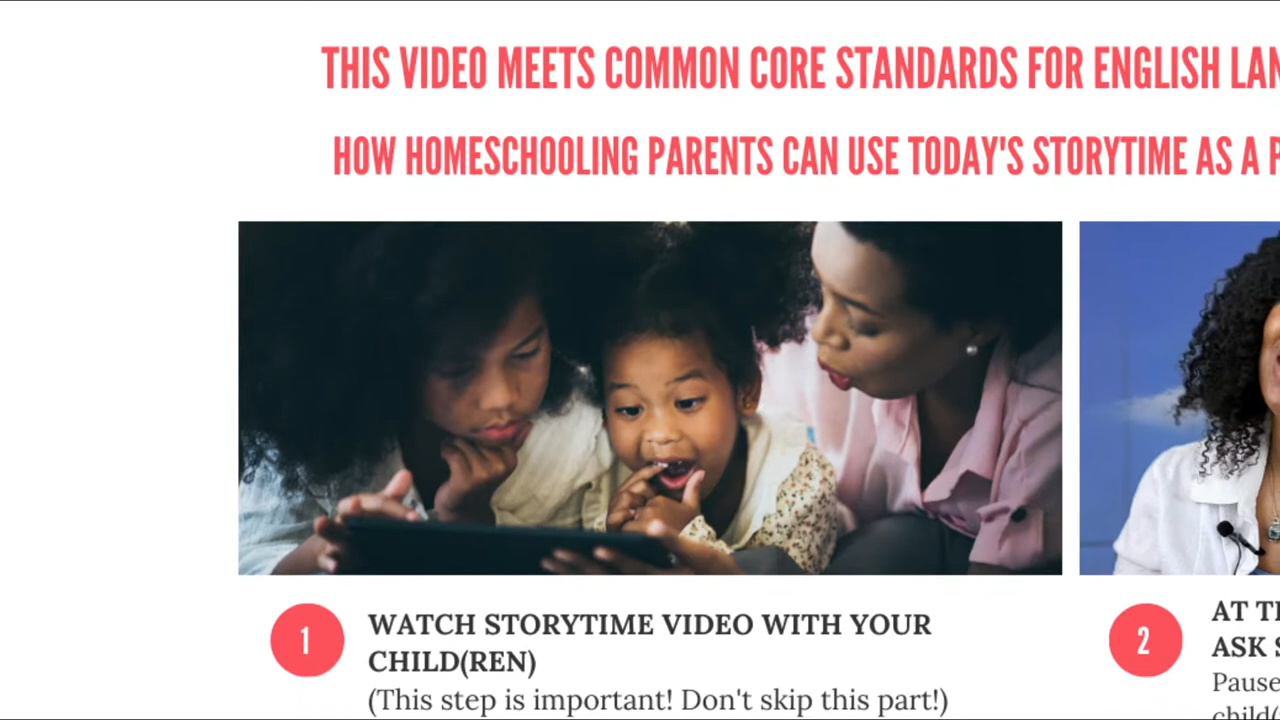 THIS VIDEO MEETS COMMON CORE STANDARDS FOR ENGLISH
HOW HOMESCHOOLING PARENTS CAN USE TODAY'S STORYTIME AS A
1
WATCH STORYTIME VIDEO WITH YOUR
CHILD(REN)
(This step is important! Don't skip this part!)
2
AT
ASK
Pause